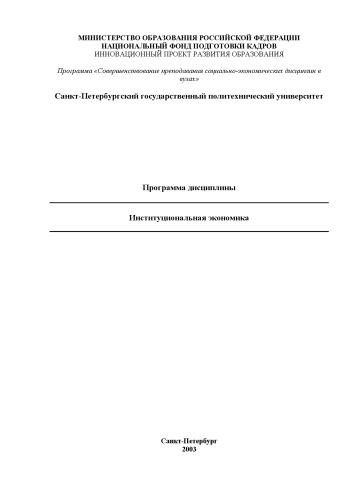 МИНИСТЕРСТВО ОБРАЗОВАНИЯ РОССИЙСКОЙ ФЕДЕРАЦИИ
НАЦИОНАЛЬНЫЙ ФОНД ПОДГОТОВКИ КАДРОВ
ИННОВАЦИОННЫЙ ПРОЕКТ РАЗВИТИЯ ОБРАЗОВАНИЯ
Программа «Совершенствование преподавания социально-экономических дисциплин в
вузах»
Санкт-Петербургский государственный политехнический университет
Программа дисциплины
Институциональная экономика
Санкт-Петербург
2003